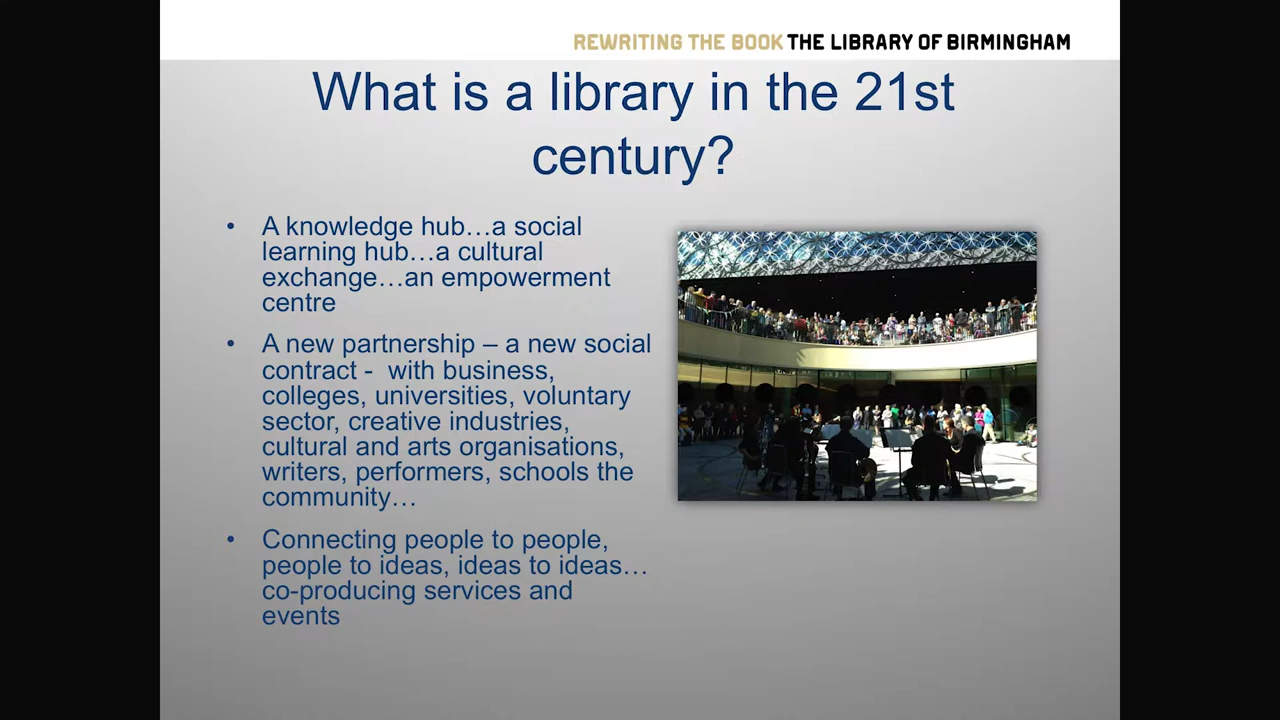 REWRITING THE BOOK THE LIBRARY OF BIRMINGHAM
What is a library in the 21st
century?
• A knowledge hub…a social
learning hub…a cultural
exchange…an empowerment
centre
• A new partnership – a new social
contract - with business,
colleges, universities, voluntary
sector, creative industries,
cultural and arts organisations,
writers, performers, schools the
community…
• Connecting people to people,
people to ideas, ideas to ideas…
co-producing services and
events